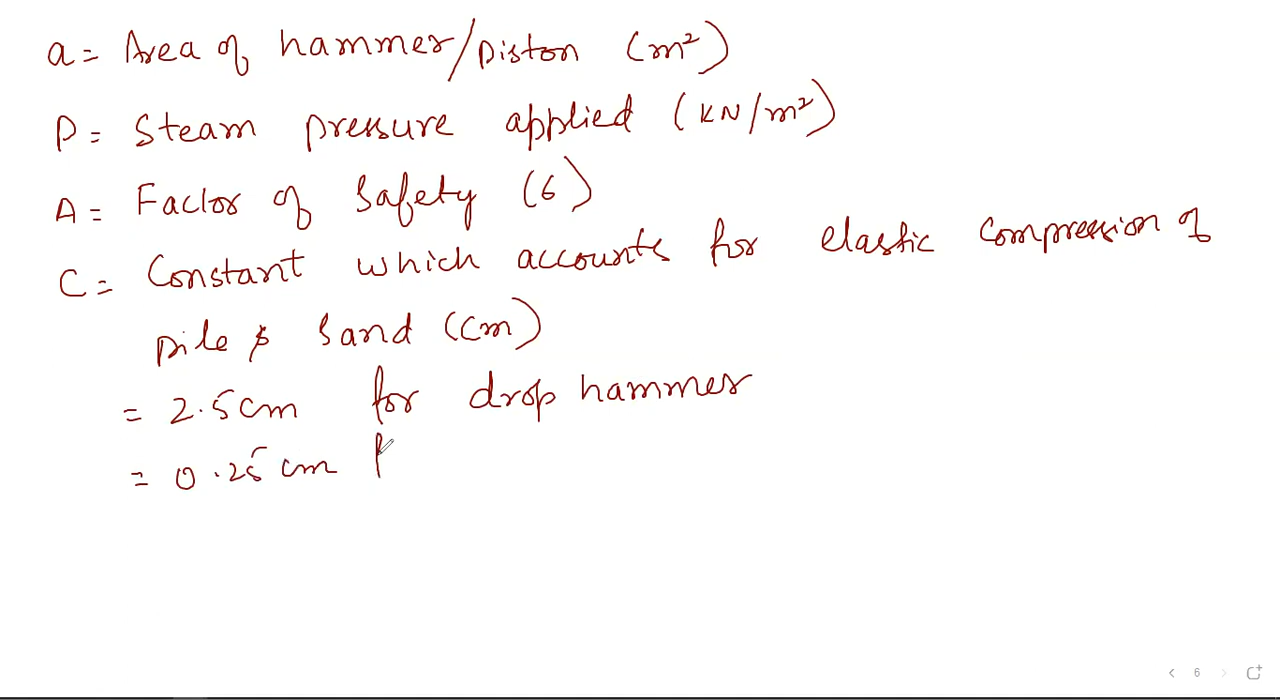 a = Area of hammer/piston (m²)
P = Steam pressure applied (KN/m²)
A = Factor of safety (6)
C = Constant which accounts for elastic compression of
pile & sand (cm)
= 2.5cm for drop hammer
= 0.25 cm
6